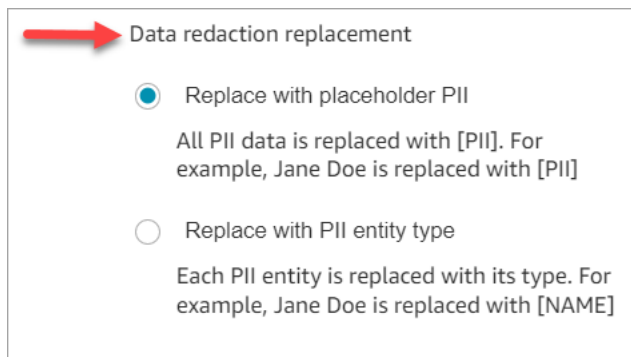 Data redaction replacement
Replace with placeholder PII
All PII data is replaced with [PII]. For
example, Jane Doe is replaced with [PII]
Replace with PII entity type
Each PII entity is replaced with its type. For
example, Jane Doe is replaced with [NAME]